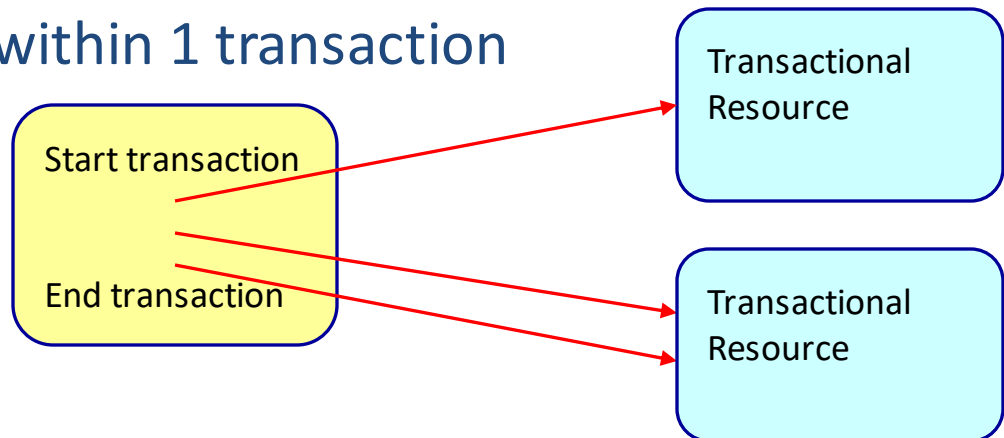 within 1 transaction
Transactional
Resource
Start transaction
End transaction
Transactional
Resource